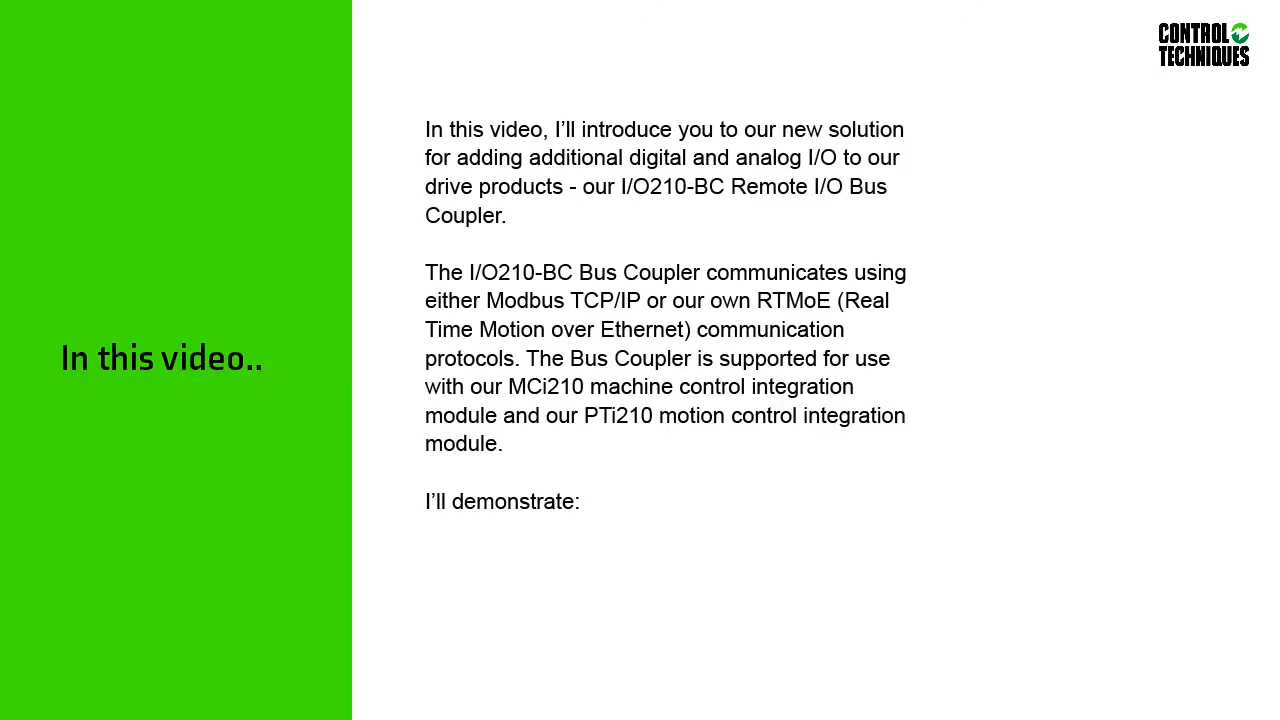 CONTROL
TECHNIQUES
In this video..
In this video, I’ll introduce you to our new solution
for adding additional digital and analog I/O to our
drive products - our I/O210-BC Remote I/O Bus
Coupler.
The I/O210-BC Bus Coupler communicates using
either Modbus TCP/IP or our own RTMoE (Real
Time Motion over Ethernet) communication
protocols. The Bus Coupler is supported for use
with our MCi210 machine control integration
module and our PTi210 motion control integration
module.
I’ll demonstrate: